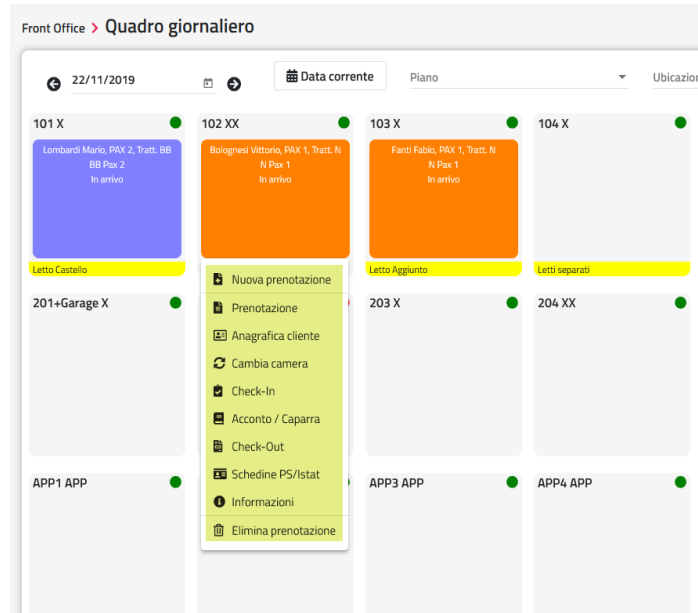 Front Office > Quadro giornaliero
22/11/2019
Data corrente
Piano
Ubicazion
101 X
102 XX
103 X
104 X
Lombardi Mario, PAX 2, Tratt. BB
BB Pax 2
In arrivo
Bolognesi Vittorio, PAX 1, Tratt. N
N Pax 1
In arrivo
Fanti Fabio, PAX 1, Tratt. N
N Pax 1
In arrivo
Letto Castello
Letto Aggiunto
Letti separati
Nuova prenotazione
Prenotazione
Anagrafica cliente
Cambia camera
Check-In
Acconto / Caparra
Check-Out
Schedine PS/Istat
Informazioni
Elimina prenotazione
201+Garage X
203 X
204 XX
APP1 APP
APP3 APP
APP4 APP